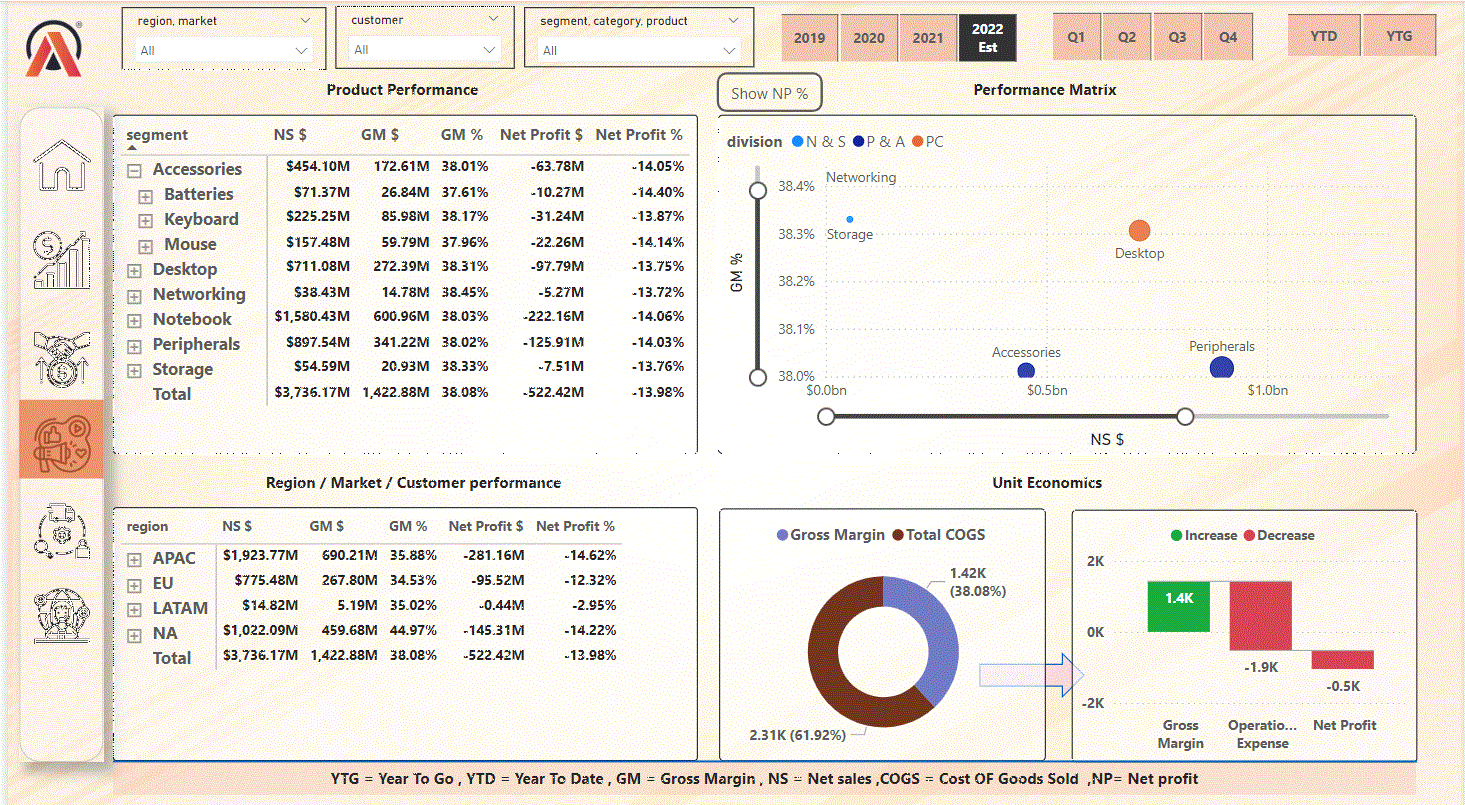 region, market
All
customer
All
segment, category, product
All
2019 2020 2021 2022 Est
Q1 Q2 Q3 Q4
YTD YTG
Product Performance
segment NS $ GM $ GM % Net Profit $ Net Profit %
Accessories $454.10M 172.61M 38.01% -63.78M -14.05%
Batteries $71.37M 26.84M 37.61% -10.27M -14.40%
Keyboard $225.25M 85.98M 38.17% -31.24M -13.87%
Mouse $157.48M 59.79M 37.96% -22.26M -14.14%
Desktop $711.08M 272.39M 38.31% -97.79M -13.75%
Networking $38.43M 14.78M 38.45% -5.27M -13.72%
Notebook $1,580.43M 600.96M 38.03% -222.16M -14.06%
Peripherals $897.54M 341.22M 38.02% -125.91M -14.03%
Storage $54.59M 20.93M 38.33% -7.51M -13.76%
Total $3,736.17M 1,422.88M 38.08% -522.42M -13.98%
Show NP %
Performance Matrix
division N & S P & A PC
GM %
38.4%
38.3%
38.2%
38.1%
38.0%
Networking
Storage
Desktop
Accessories
Peripherals
$0.0bn $0.5bn $1.0bn
NS $
Region / Market / Customer performance
region NS $ GM $ GM % Net Profit $ Net Profit %
APAC $1,923.77M 690.21M 35.88% -281.16M -14.62%
EU $775.48M 267.80M 34.53% -95.52M -12.32%
LATAM $14.82M 5.19M 35.02% -0.44M -2.95%
NA $1,022.09M 459.68M 44.97% -145.31M -14.22%
Total $3,736.17M 1,422.88M 38.08% -522.42M -13.98%
Unit Economics
Gross Margin Total COGS
1.42K
(38.08%)
2.31K (61.92%)
Increase Decrease
2K
0K
-2K
1.4K
-1.9K
-0.5K
Gross Margin
Operatio... Expense
Net Profit
YTG = Year To Go , YTD = Year To Date , GM = Gross Margin , NS = Net sales ,COGS = Cost OF Goods Sold ,NP= Net profit